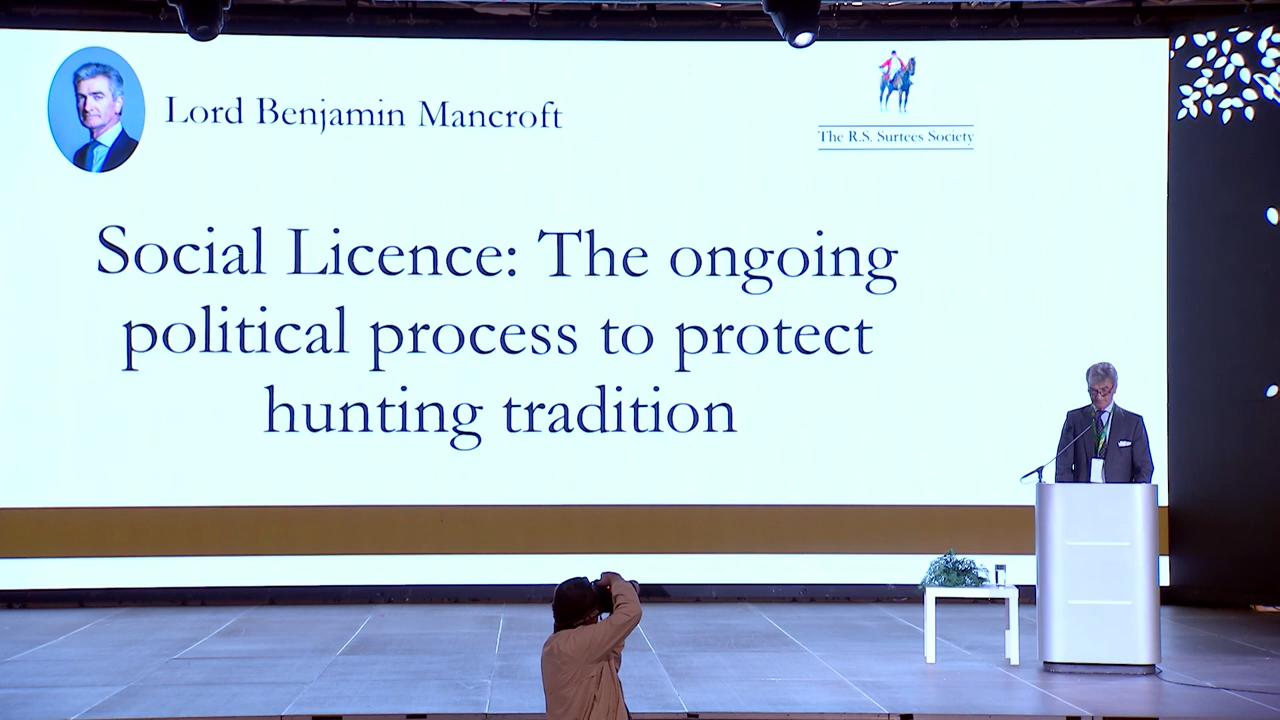 Lord Benjamin Mancroft
The R.S. Surtees Society
Social Licence: The ongoing
political process to protect
hunting tradition